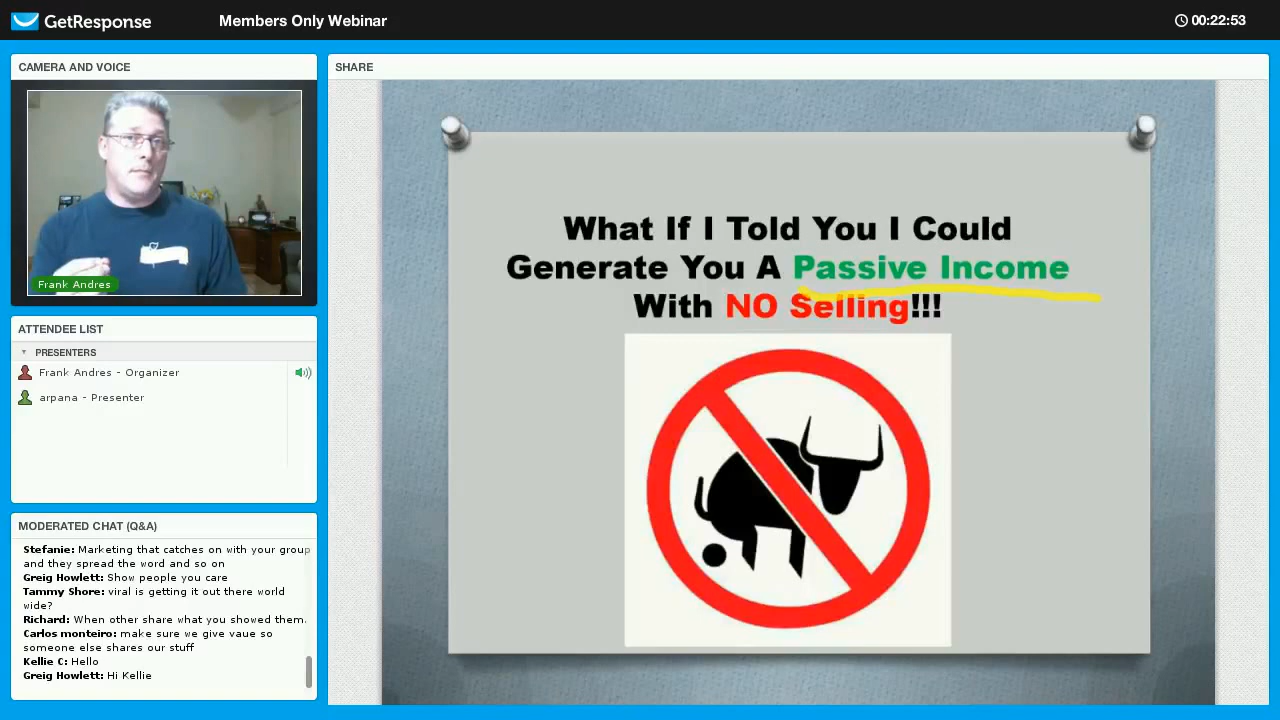 GetResponse
Members Only Webinar
00:22:53
CAMERA AND VOICE
Frank Andres
ATTENDEE LIST
PRESENTERS
Frank Andres - Organizer
arpana - Presenter
MODERATED CHAT (Q&A)
Stefanie: Marketing that catches on with your group
and they spread the word and so on
Greig Howlett: Show people you care
Tammy Shore: viral is getting it out there world
wide?
Richard: When other share what you showed them.
Carlos monteiro: make sure we give vaue so
someone else shares our stuff
Kellie C: Hello
Greig Howlett: Hi Kellie
SHARE
What If I Told You I Could
Generate You A Passive Income
With NO Selling!!!